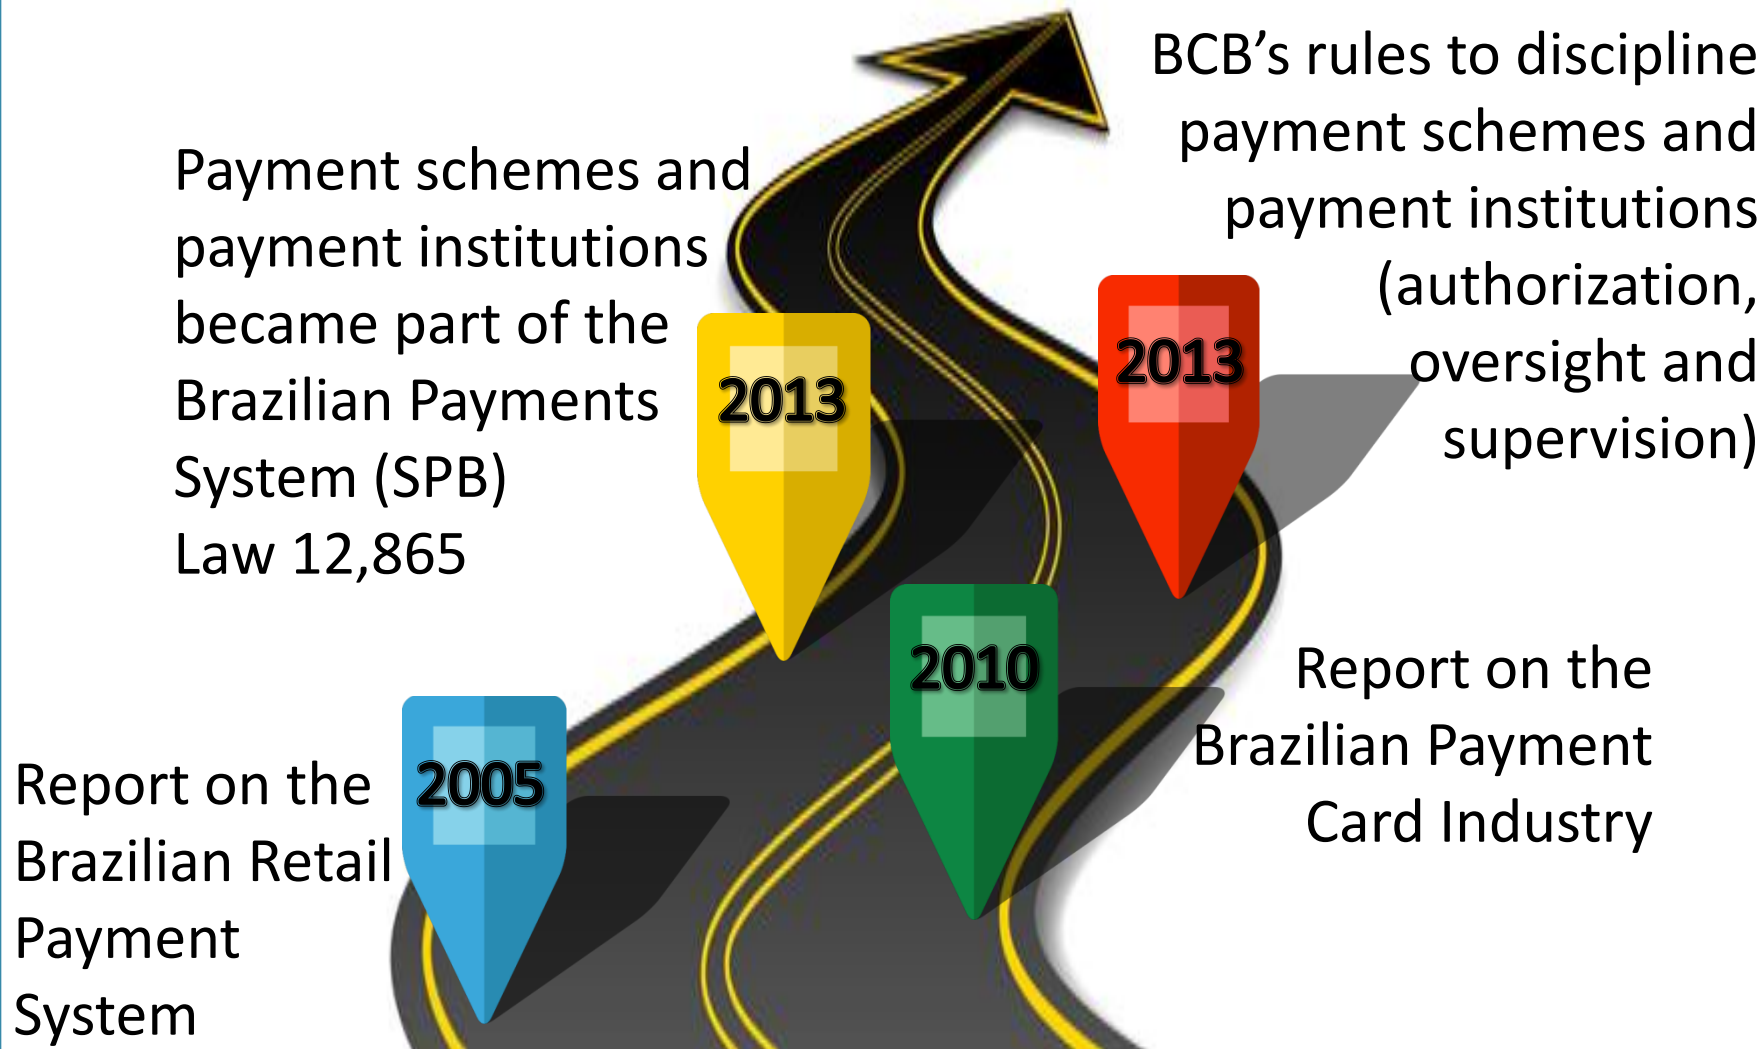 BCB’s rules to discipline
payment schemes and
payment institutions
(authorization,
oversight and
supervision)
Payment schemes and
payment institutions
became part of the
Brazilian Payments
System (SPB)
Law 12,865
2013
2013
2010
Report on the
Brazilian Payment
Card Industry
2005
Report on the
Brazilian Retail
Payment
System